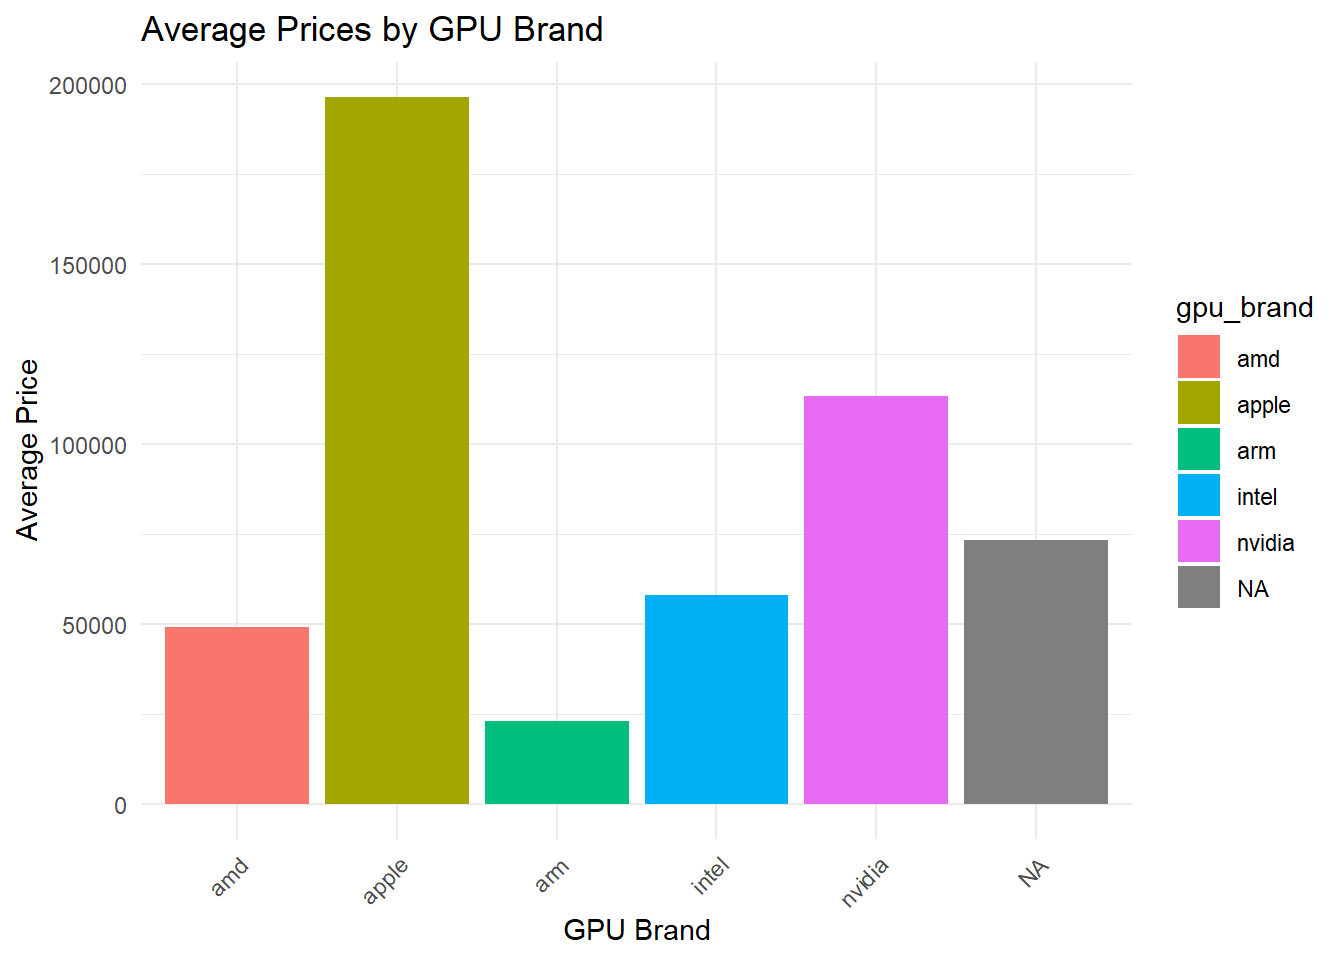 Average Prices by GPU Brand
200000
150000
100000
50000
0
Average Price
amd
apple
arm
intel
nvidia
NA
GPU Brand
gpu_brand
amd
apple
arm
intel
nvidia
NA